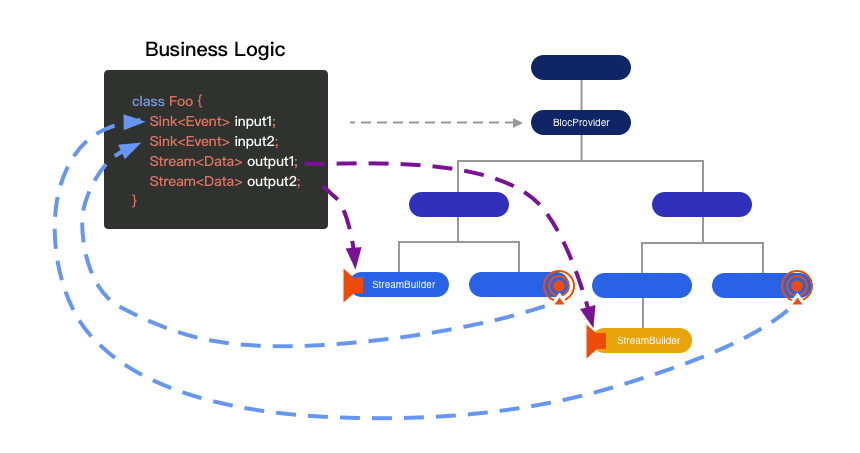 Business Logic
class Foo {
Sink<Event> input1;
Sink<Event> input2;
Stream<Data> output1;
Stream<Data> output2;
}
BlocProvider
StreamBuilder
StreamBuilder